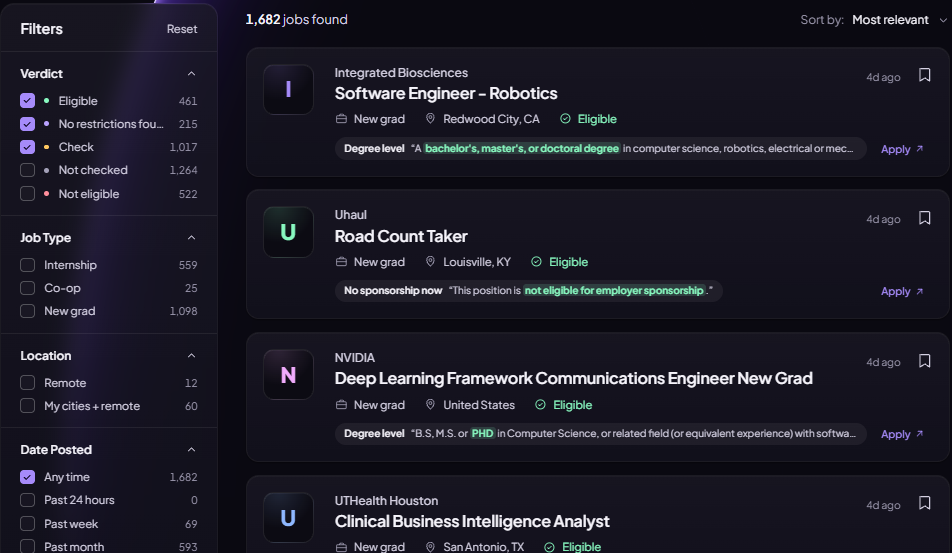 Filters
Reset
Verdict
Eligible 461
No restrictions fou... 215
Check 1,017
Not checked 1,264
Not eligible 522
Job Type
Internship 559
Co-op 25
New grad 1,098
Location
Remote 12
My cities + remote 60
Date Posted
Any time 1,682
Past 24 hours 0
Past week 69
Past month 593
1,682 jobs found
Sort by: Most relevant
I
Integrated Biosciences
4d ago
Software Engineer - Robotics
New grad Redwood City, CA Eligible
Degree level "A bachelor's, master's, or doctoral degree in computer science, robotics, electrical or mec...
Apply
U
Uhaul
4d ago
Road Count Taker
New grad Louisville, KY Eligible
No sponsorship now "This position is not eligible for employer sponsorship."
Apply
N
NVIDIA
4d ago
Deep Learning Framework Communications Engineer New Grad
New grad United States Eligible
Degree level "B.S, M.S. or PHD in Computer Science, or related field (or equivalent experience) with softwa...
Apply
U
UTHealth Houston
4d ago
Clinical Business Intelligence Analyst
New grad San Antonio, TX Eligible